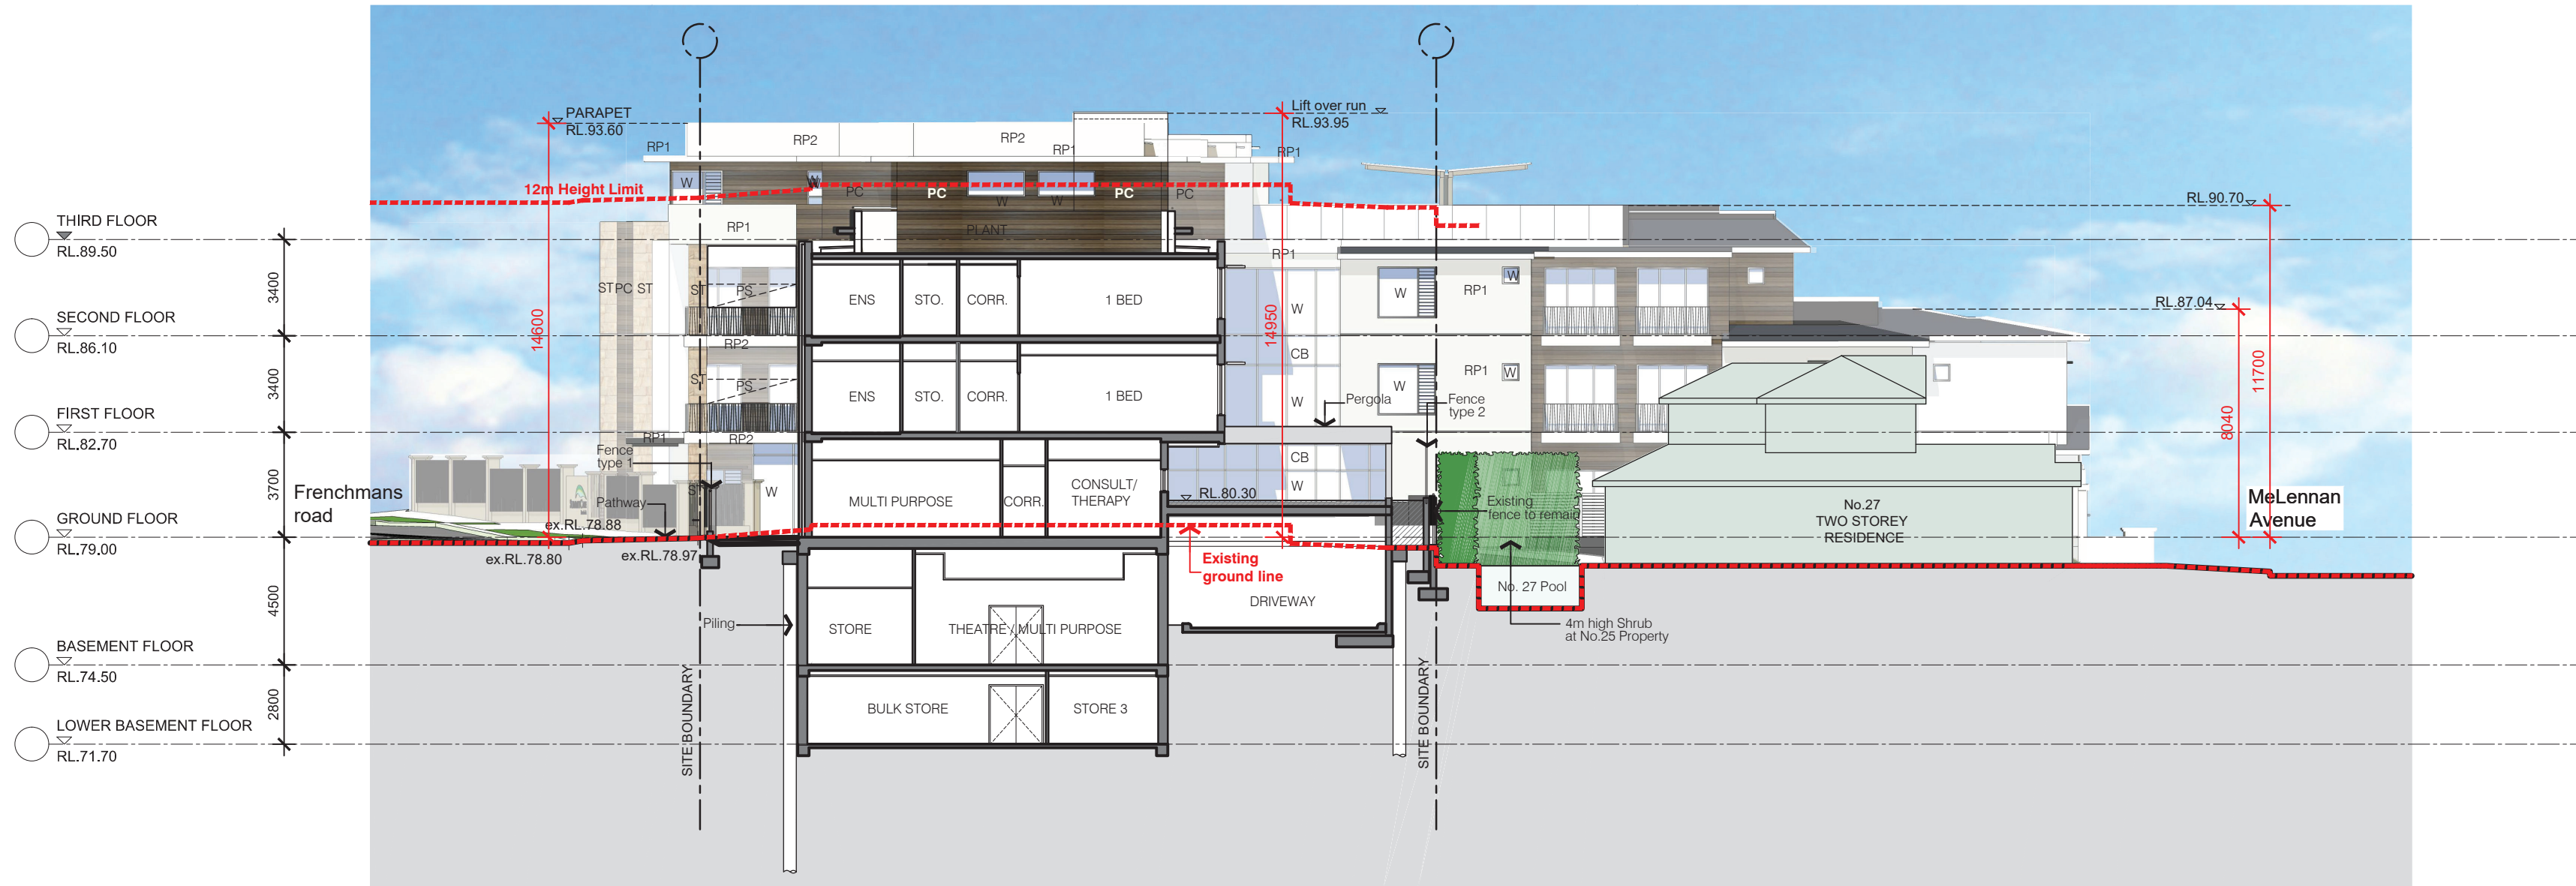 PARAPET
RL.93.60
Lift over run
RL.93.95
RP2
RP2
RP1
RP1
RP1
12m Height Limit
W
W
PC
PC
W
W
PC
PC
RL.90.70
THIRD FLOOR
RL.89.50
RP1
PLANT
RP1
3400
ST
PC
ST
ST
PS
ENS
STO.
CORR.
1 BED
W
W
RP1
W
RL.87.04
14600
14950
SECOND FLOOR
RL.86.10
RP2
CB
3400
ST
PS
ENS
STO.
CORR.
1 BED
W
W
RP1
W
11700
8040
Pergola
Fence
type 2
FIRST FLOOR
RL.82.70
RP1
RP2
Fence
type 1
3700
Frenchmans
road
ST
W
Pathway
MULTI PURPOSE
CORR.
CONSULT/
THERAPY
CB
W
RL.80.30
Existing
fence to remain
No.27
TWO STOREY
RESIDENCE
MeLennan
Avenue
GROUND FLOOR
RL.79.00
ex.RL.78.88
ex.RL.78.80
ex.RL.78.97
Existing
ground line
4500
No. 27 Pool
DRIVEWAY
Piling
STORE
THEATRE / MULTI PURPOSE
4m high Shrub
at No.25 Property
BASEMENT FLOOR
RL.74.50
2800
BULK STORE
STORE 3
LOWER BASEMENT FLOOR
RL.71.70
SITE BOUNDARY
SITE BOUNDARY